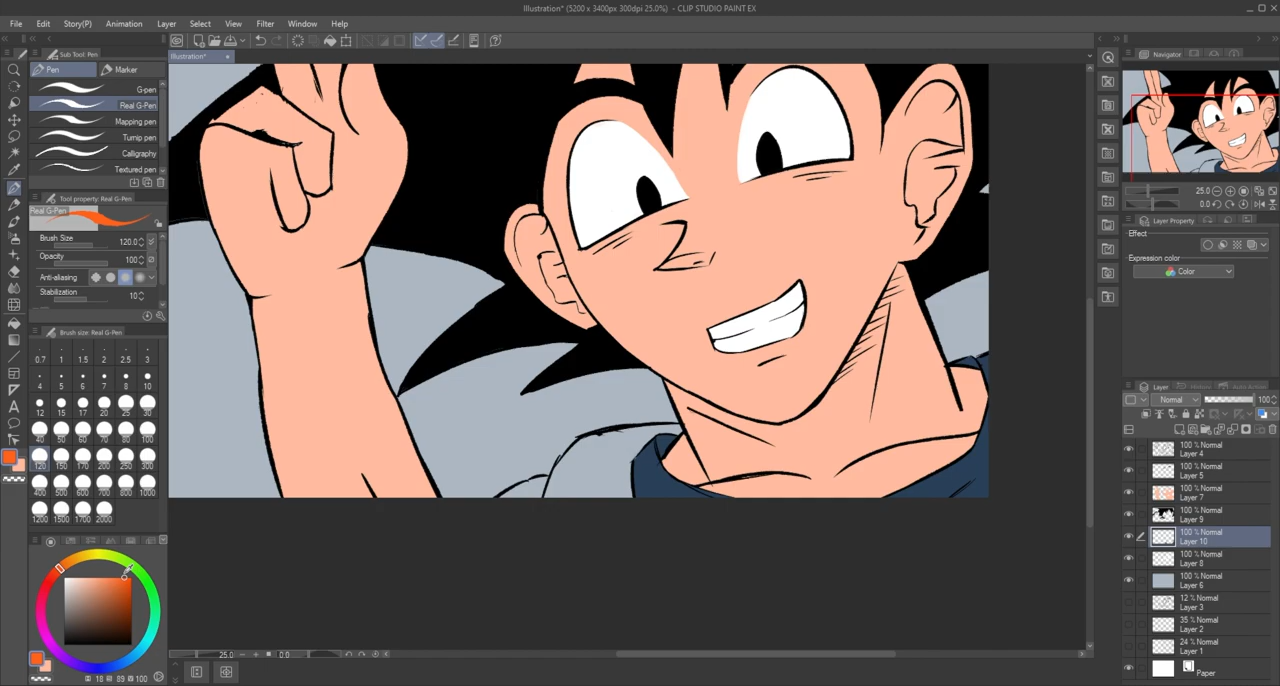 Illustration* (5200 x 3400px 300dpi 25.0%) - CLIP STUDIO PAINT EX
File Edit Story(P) Animation Layer Select View Filter Window Help
Sub Tool: Pen
Illustration*
Navigator
Pen Marker
G-pen
Real G-Pen
Mapping pen
Turnip pen
Calligraphy
Textured pen
25.0
0.0
Tool property: Real G-Pen
Real G-Pen
Layer Property
Effect
Brush Size 120.0
Opacity 100
Expression color
Color
Anti-aliasing
Stabilization 10
Brush size: Real G-Pen
0.7 1 1.5 2 2.5 3
4 5 6 7 8 10
12 15 17 20 25 30
40 50 60 70 80 100
120 150 170 200 250 300
400 500 600 700 800 1000
1200 1500 1700 2000
Layer History Auto Action
Normal 100
100 % Normal
Layer 4
100 % Normal
Layer 5
100 % Normal
Layer 7
100 % Normal
Layer 9
100 % Normal
Layer 10
100 % Normal
Layer 8
100 % Normal
Layer 6
12 % Normal
Layer 3
35 % Normal
Layer 2
24 % Normal
Layer 1
Paper
25.0 0.0
18 89 100